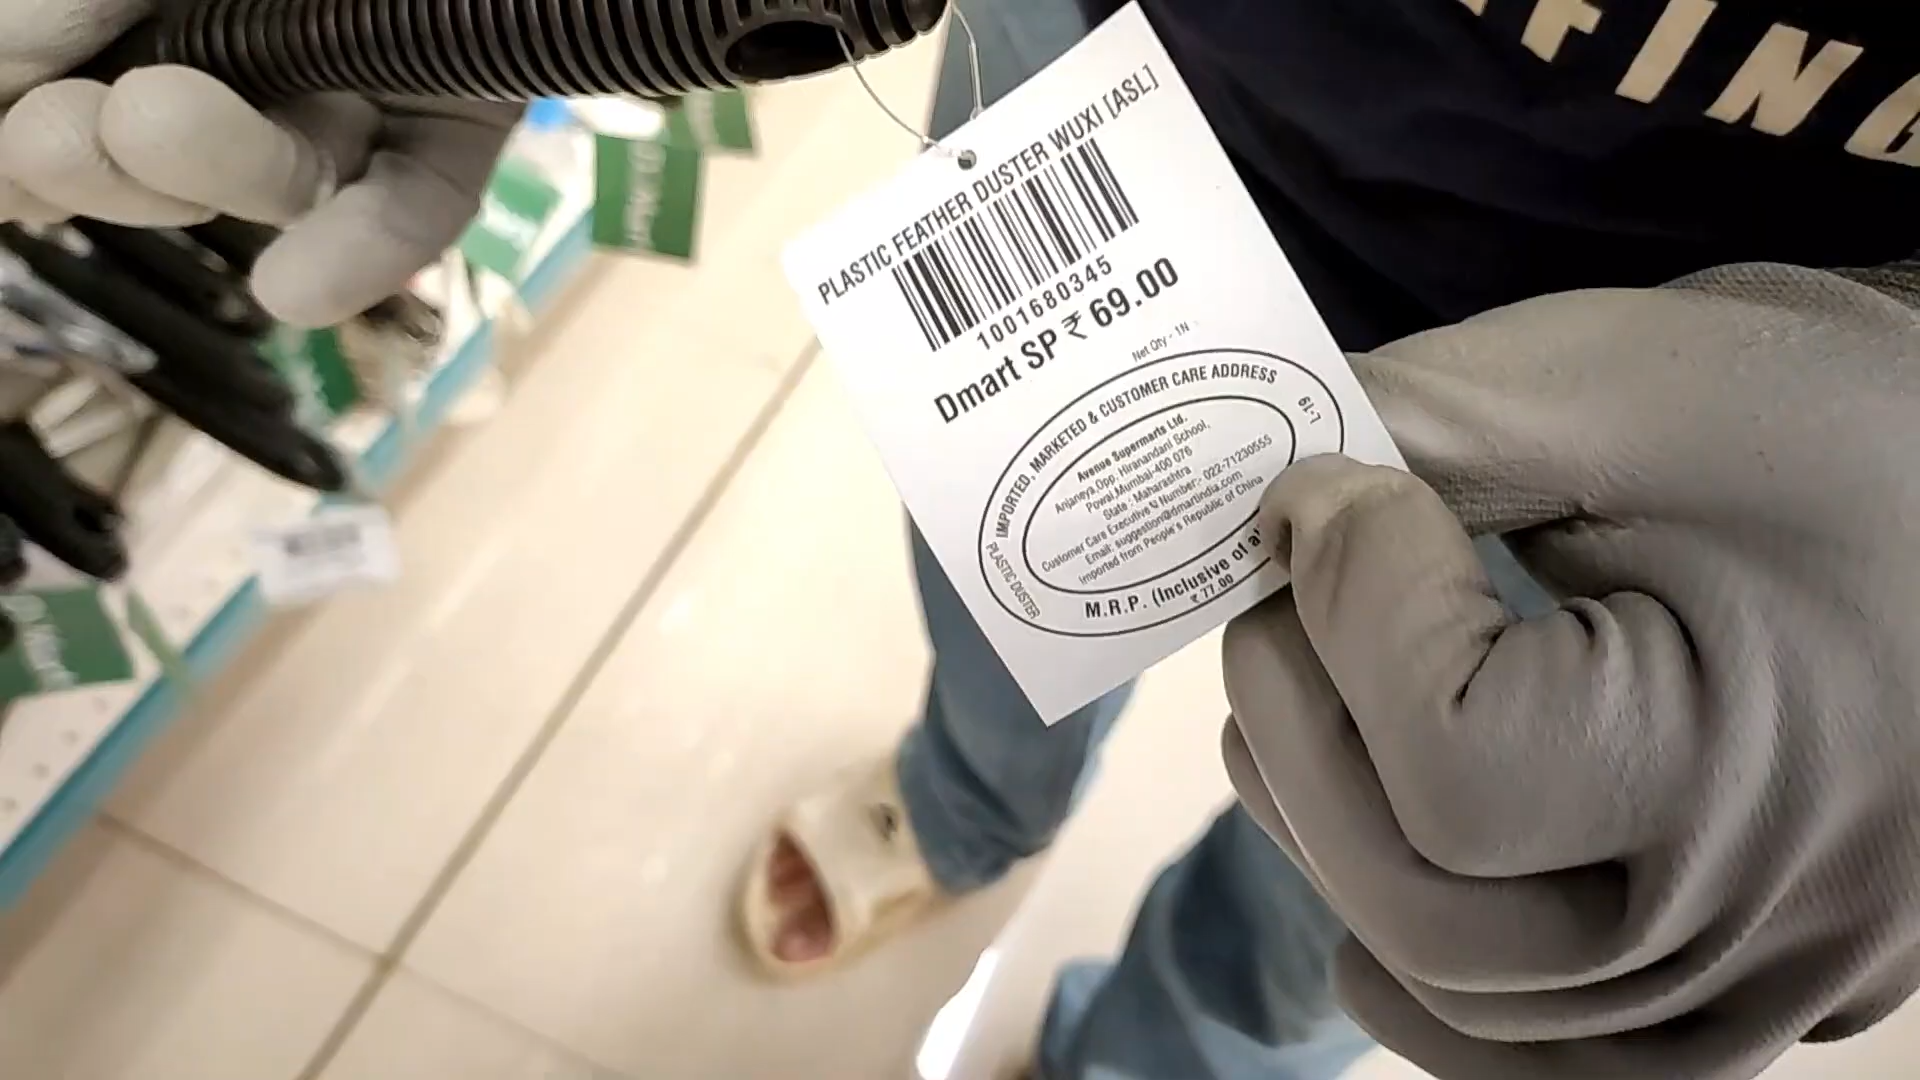 PLASTIC FEATHER DUSTER WUXI [ASL]
1001680345
Dmart SP ₹ 69.00
Net Qty - 1N
IMPORTED, MARKETED & CUSTOMER CARE ADDRESS
L-19
Avenue Supermarts Ltd.
Anjaneya,Opp. Hiranandani School,
Powai,Mumbai-400 076
State : Maharashtra
Customer Care Executive Number:- 022-71230555
Email: suggestion@dmartindia.com
Imported from People's Republic of China
PLASTIC DUSTER
M.R.P. (Inclusive of
₹ 77.00
FING